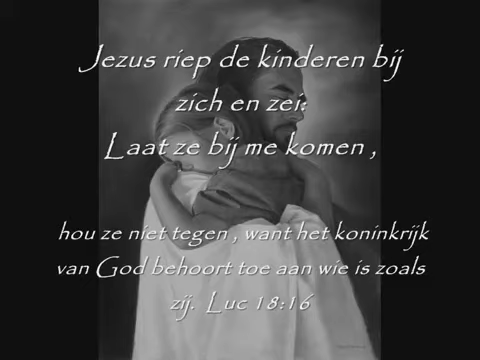 Jezus riep de kinderen bij
zich en zei:
Laat ze bij me komen ,
hou ze niet tegen , want het koninkrijk
van God behoort toe aan wie is zoals
zij. Luc 18:16